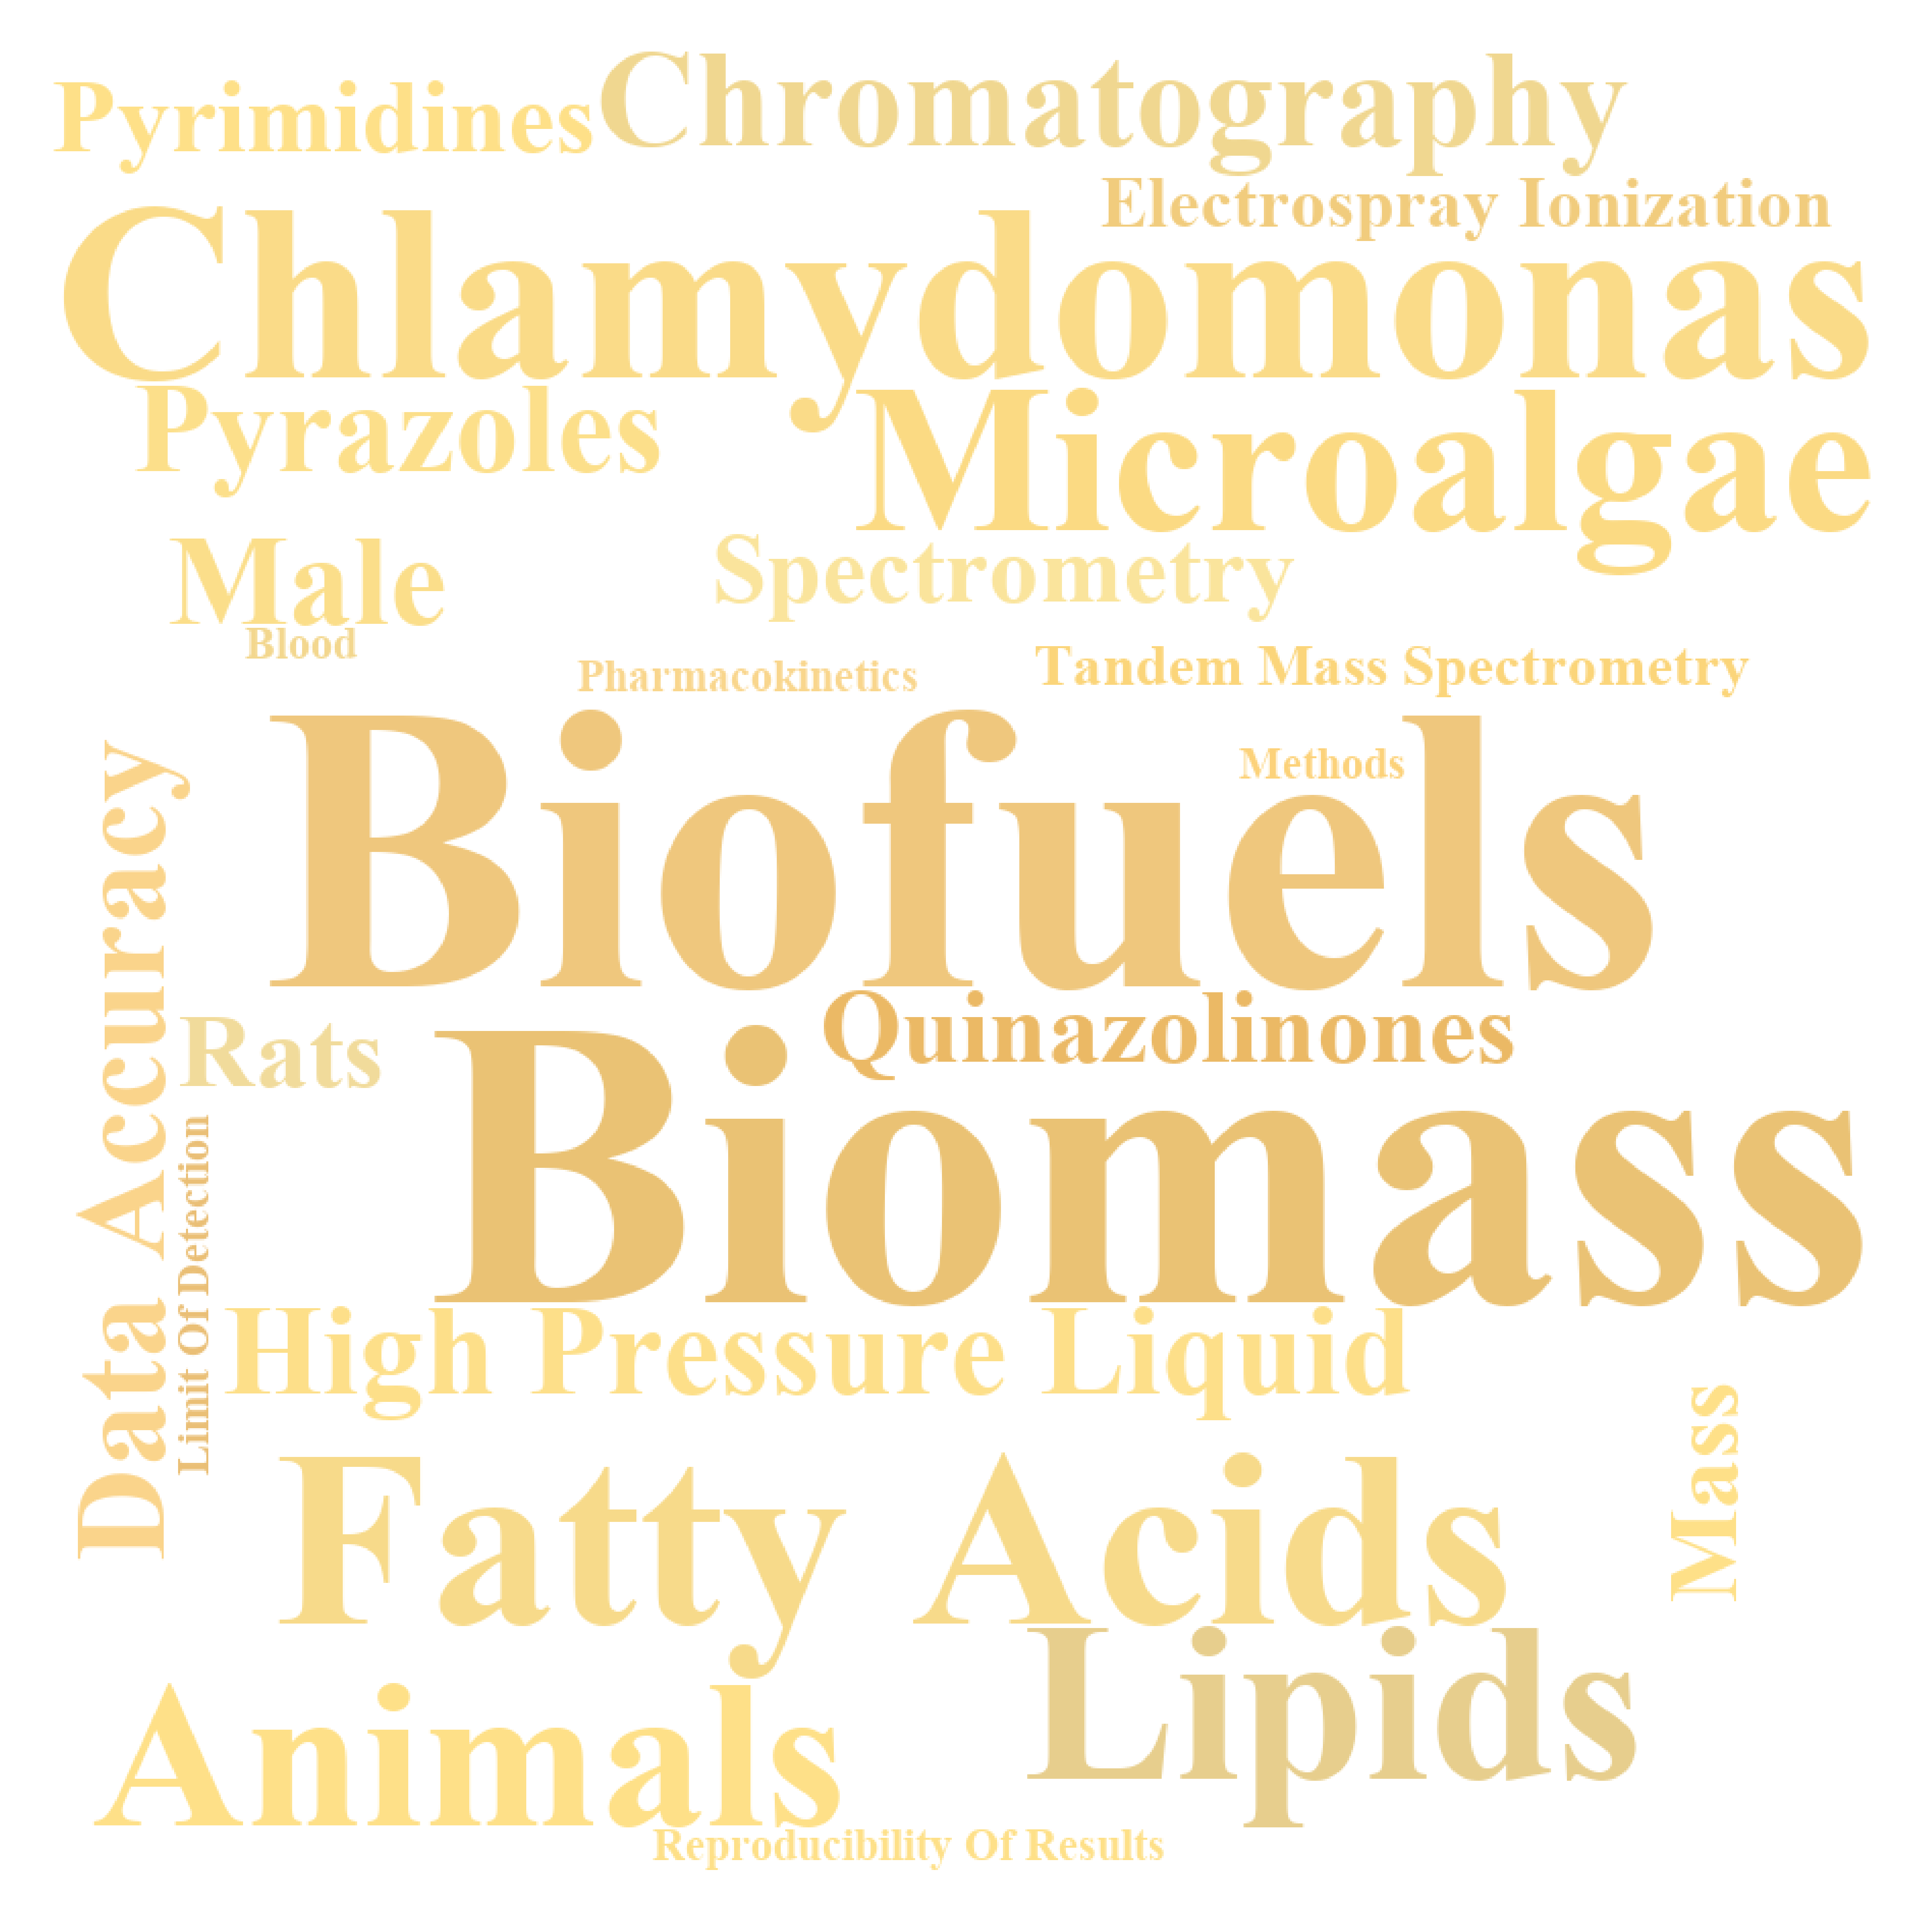 Pyrimidines
Chromatography
Electrospray Ionization
Chlamydomonas
Pyrazoles
Microalgae
Male
Spectrometry
Blood
Pharmacokinetics
Tandem Mass Spectrometry
Biofuels
Methods
Data Accuracy
Rats
Quinazolinones
Limit Of Detection
Biomass
High Pressure Liquid
Mass
Fatty Acids
Lipids
Animals
Reproducibility Of Results